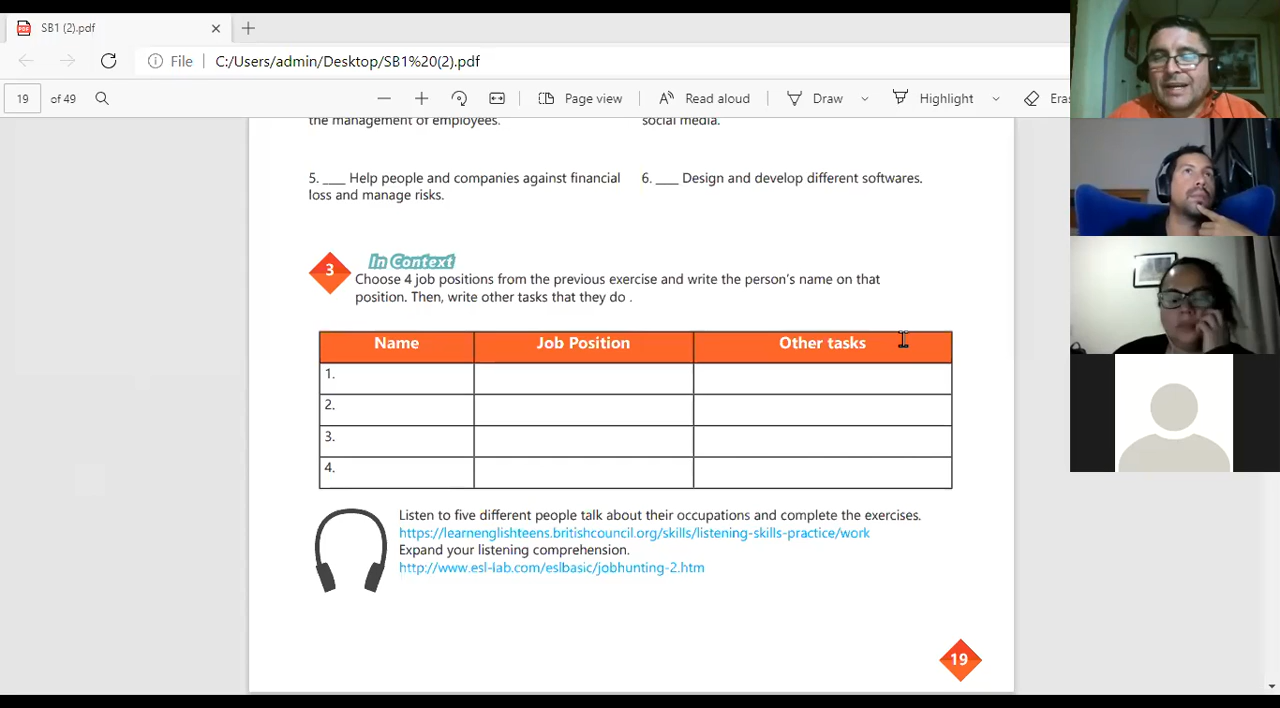 SB1 (2).pdf
File
C:/Users/admin/Desktop/SB1%20(2).pdf
19 of 49
Page view
Read aloud
Draw
Highlight
Eras
the management of employees.
social media.
5. ___ Help people and companies against financial
loss and manage risks.
6. ___ Design and develop different softwares.
3
In Context
Choose 4 job positions from the previous exercise and write the person's name on that
position. Then, write other tasks that they do .
Name Job Position Other tasks
1.
2.
3.
4.
Listen to five different people talk about their occupations and complete the exercises.
https://learnenglishteens.britishcouncil.org/skills/listening-skills-practice/work
Expand your listening comprehension.
http://www.esl-lab.com/eslbasic/jobhunting-2.htm
19